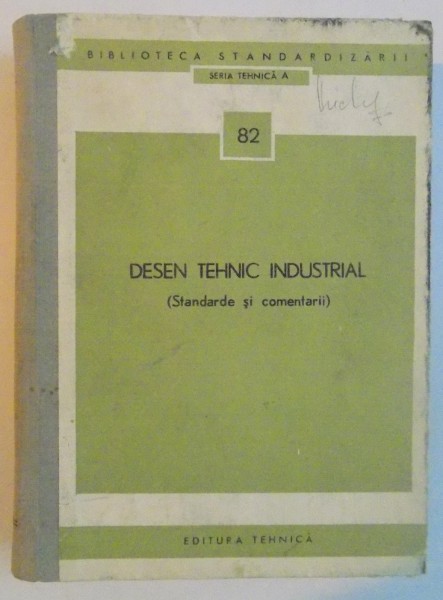 BIBLIOTECA STANDARDIZĂRII
SERIA TEHNICĂ A
82
DESEN TEHNIC INDUSTRIAL
(Standarde și comentarii)
EDITURA TEHNICĂ